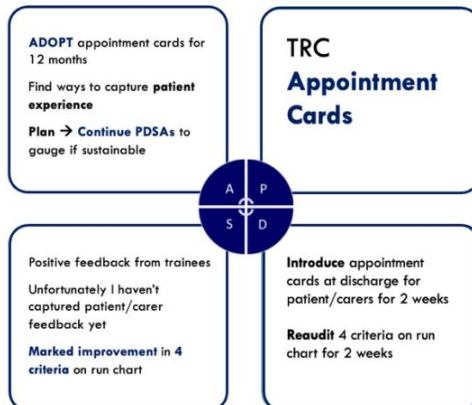 ADOPT appointment cards for
12 months
Find ways to capture patient
experience
Plan → Continue PDSAs to
gauge if sustainable
TRC
Appointment
Cards
A P
S D
Positive feedback from trainees
Unfortunately I haven't
captured patient/carer
feedback yet
Marked improvement in 4
criteria on run chart
Introduce appointment
cards at discharge for
patient/carers for 2 weeks
Reaudit 4 criteria on run
chart for 2 weeks